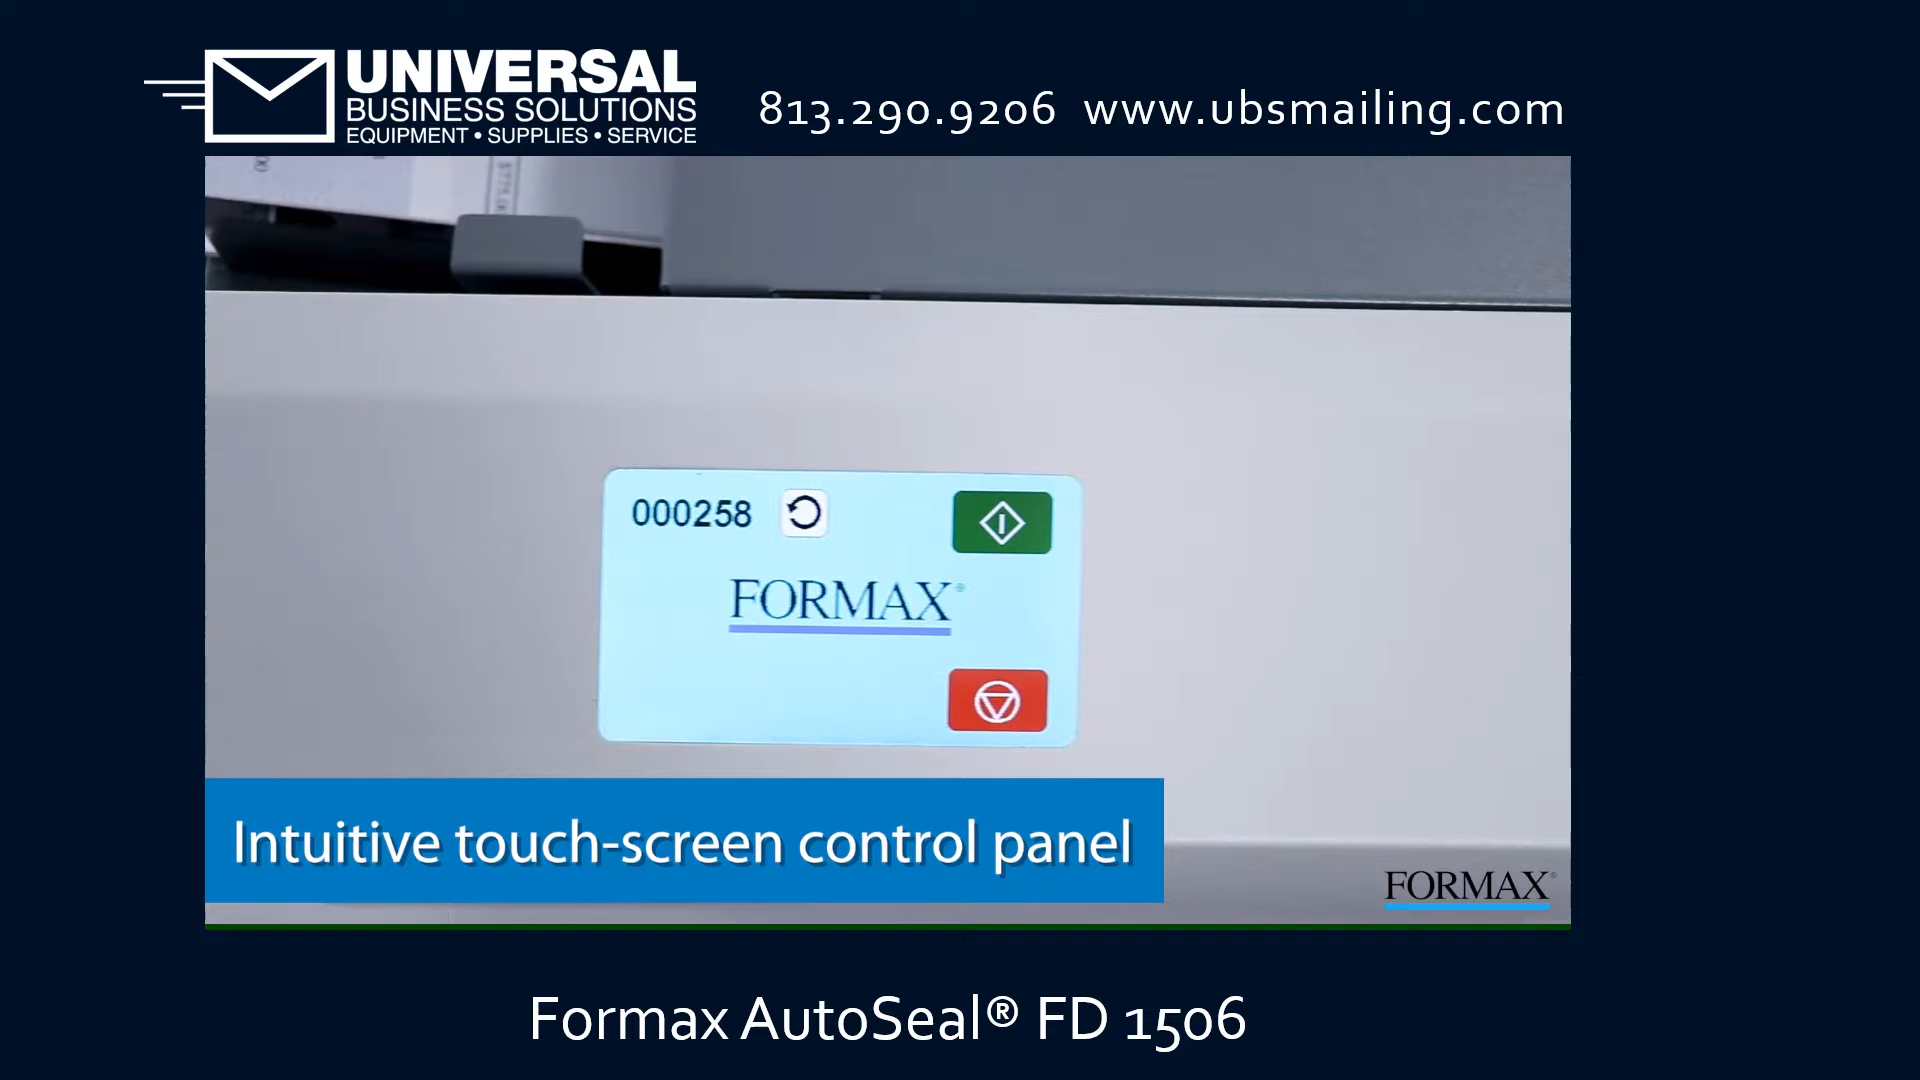 UNIVERSAL
BUSINESS SOLUTIONS
EQUIPMENT • SUPPLIES • SERVICE
813.290.9206 www.ubsmailing.com
000258
FORMAX®
Intuitive touch-screen control panel
FORMAX®
Formax AutoSeal® FD 1506